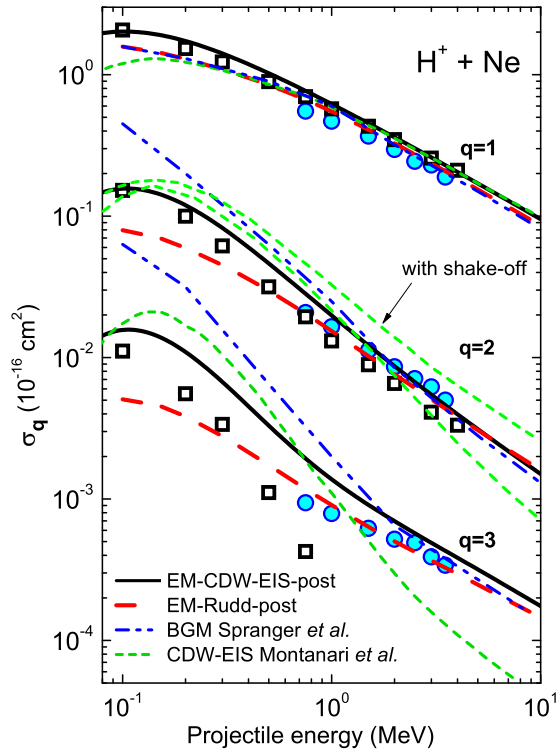 H⁺ + Ne
10⁰
q=1
10⁻¹
with shake-off
10⁻²
q=2
σq (10⁻¹⁶ cm²)
10⁻³
q=3
EM-CDW-EIS-post
EM-Rudd-post
BGM Spranger et al.
10⁻⁴
CDW-EIS Montanari et al.
10⁻¹ 10⁰ 10¹
Projectile energy (MeV)